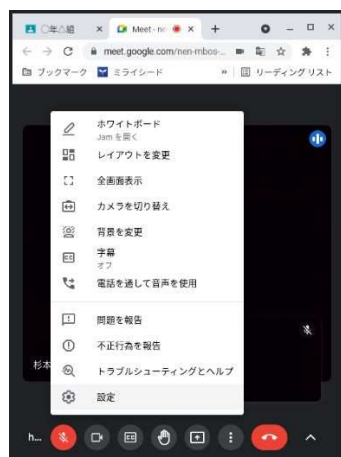 ○年△組
Meet - ne
meet.google.com/nen-mbos-...
ブックマーク
ミライシード
»
リーディング リスト
ホワイトボード
Jam を開く
レイアウトを変更
全画面表示
カメラを切り替え
背景を変更
字幕
オフ
電話を通して音声を使用
問題を報告
不正行為を報告
トラブルシューティングとヘルプ
杉本
設定
h...